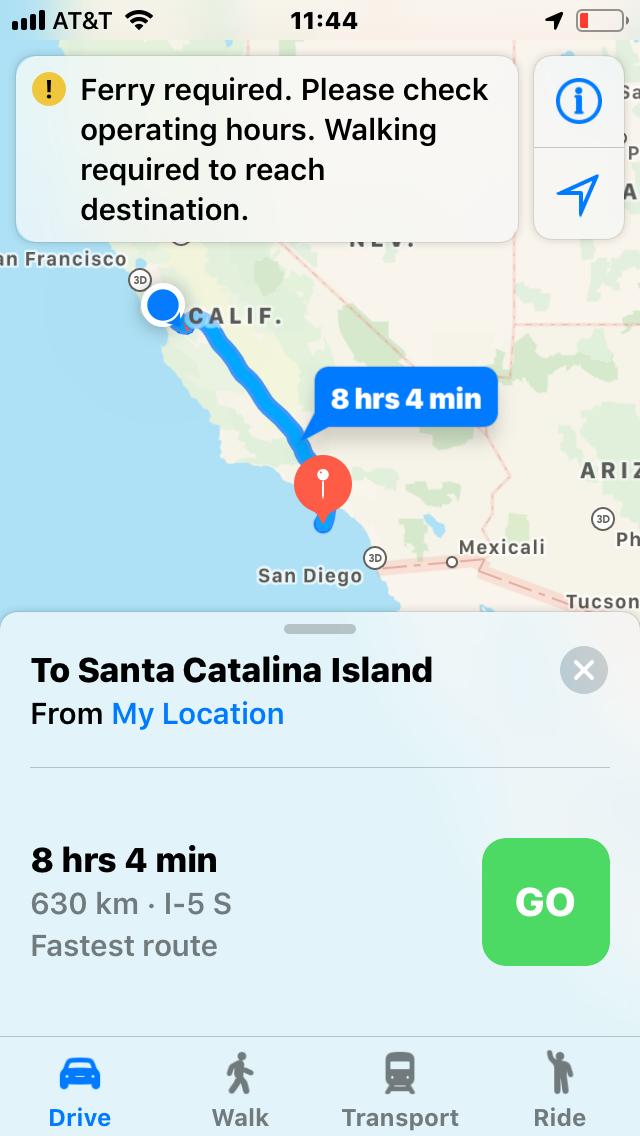 AT&T 11:44
! Ferry required. Please check
operating hours. Walking
required to reach
destination.
i
NEV.
an Francisco
3D
CALIF.
8 hrs 4 min
ARIZ
3D
Ph
3D
Mexicali
San Diego
Tucson
To Santa Catalina Island
From My Location
8 hrs 4 min
630 km · I-5 S
Fastest route
GO
Drive Walk Transport Ride